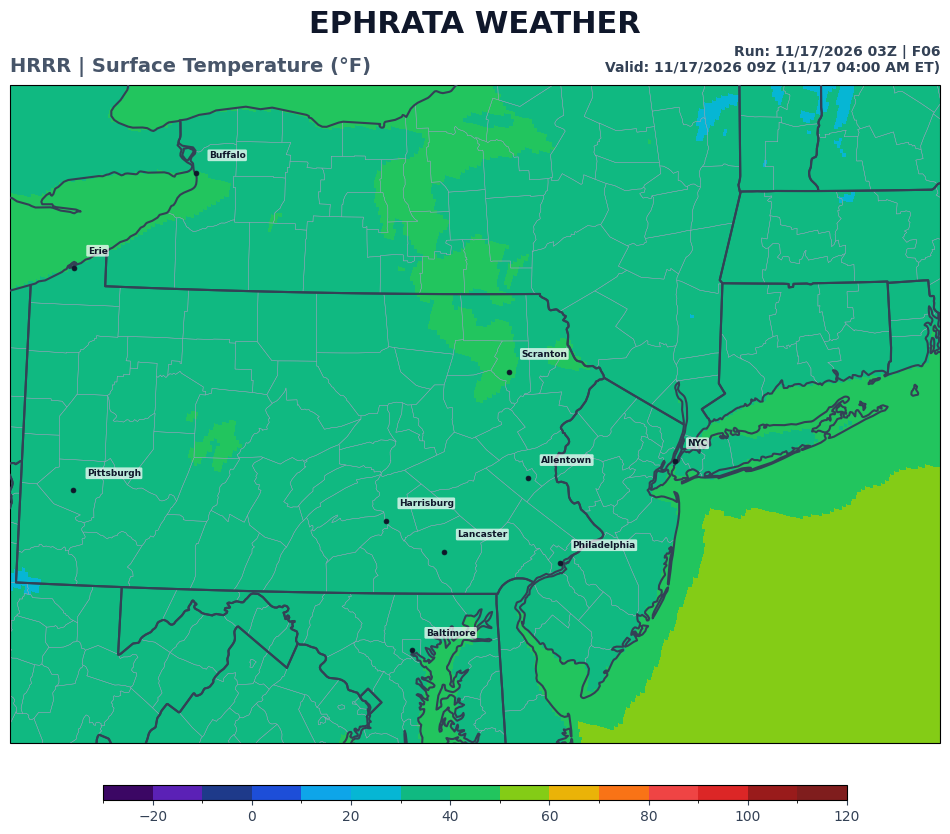 EPHRATA WEATHER
HRRR | Surface Temperature (°F)
Run: 11/17/2026 03Z | F06
Valid: 11/17/2026 09Z (11/17 04:00 AM ET)
Buffalo
Erie
Scranton
NYC
Allentown
Pittsburgh
Harrisburg
Lancaster
Philadelphia
Baltimore
−20 0 20 40 60 80 100 120